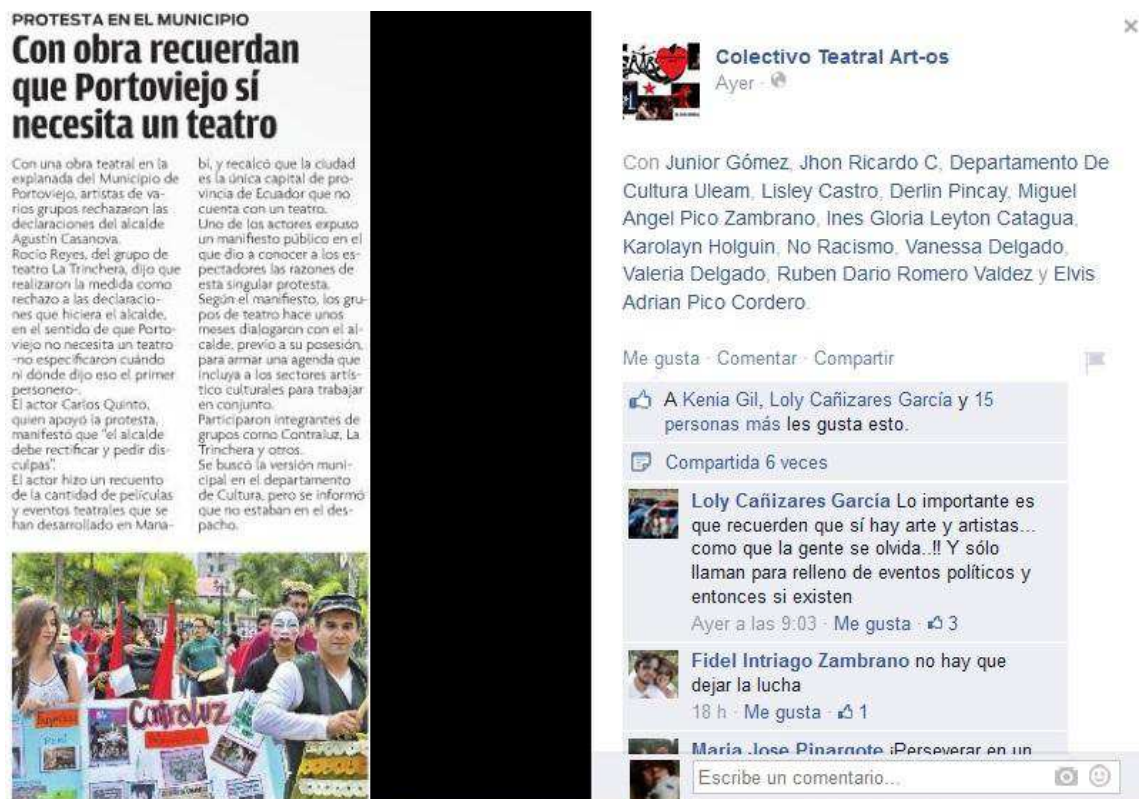 PROTESTA EN EL MUNICIPIO
Con obra recuerdan
que Portoviejo sí
necesita un teatro
Con una obra teatral en la
explanada del Municipio de
Portoviejo, artistas de va-
rios grupos rechazaron las
declaraciones del alcalde
Agustín Casanova.
Rocío Reyes, del grupo de
teatro La Trinchera, dijo que
realizaron la medida como
rechazo a las declaracio-
nes que hiciera el alcalde,
en el sentido de que Porto-
viejo no necesita un teatro
-no especificaron cuándo
ni dónde dijo eso el primer
personero-.
El actor Carlos Quinto,
quien apoyó la protesta,
manifestó que "el alcalde
debe rectificar y pedir dis-
culpas".
El actor hizo un recuento
de la cantidad de películas
y eventos teatrales que se
han desarrollado en Mana-
bí, y recalcó que la ciudad
es la única capital de pro-
vincia de Ecuador que no
cuenta con un teatro.
Uno de los actores expuso
un manifiesto público en el
que dio a conocer a los es-
pectadores las razones de
esta singular protesta.
Según el manifiesto, los gru-
pos de teatro hace unos
meses dialogaron con el al-
calde, previo a su posesión,
para armar una agenda que
incluya a los sectores artís-
tico culturales para trabajar
en conjunto.
Participaron integrantes de
grupos como Contraluz, La
Trinchera y otros.
Se buscó la versión muni-
cipal en el departamento
de Cultura, pero se informó
que no estaban en el des-
pacho.
Contraluz
Colectivo Teatral Art-os
Ayer ·
Con Junior Gómez, Jhon Ricardo C, Departamento De
Cultura Uleam, Lisley Castro, Derlin Pincay, Miguel
Angel Pico Zambrano, Ines Gloria Leyton Catagua,
Karolayn Holguin, No Racismo, Vanessa Delgado,
Valeria Delgado, Ruben Dario Romero Valdez y Elvis
Adrian Pico Cordero.
Me gusta · Comentar · Compartir
A Kenia Gil, Loly Cañizares García y 15
personas más les gusta esto.
Compartida 6 veces
Loly Cañizares García Lo importante es
que recuerden que sí hay arte y artistas...
como que la gente se olvida..!! Y sólo
llaman para relleno de eventos políticos y
entonces si existen
Ayer a las 9:03 · Me gusta · 3
Fidel Intriago Zambrano no hay que
dejar la lucha
18 h · Me gusta · 1
Maria Jose Pinargote ¡Perseverar en un
Escribe un comentario...